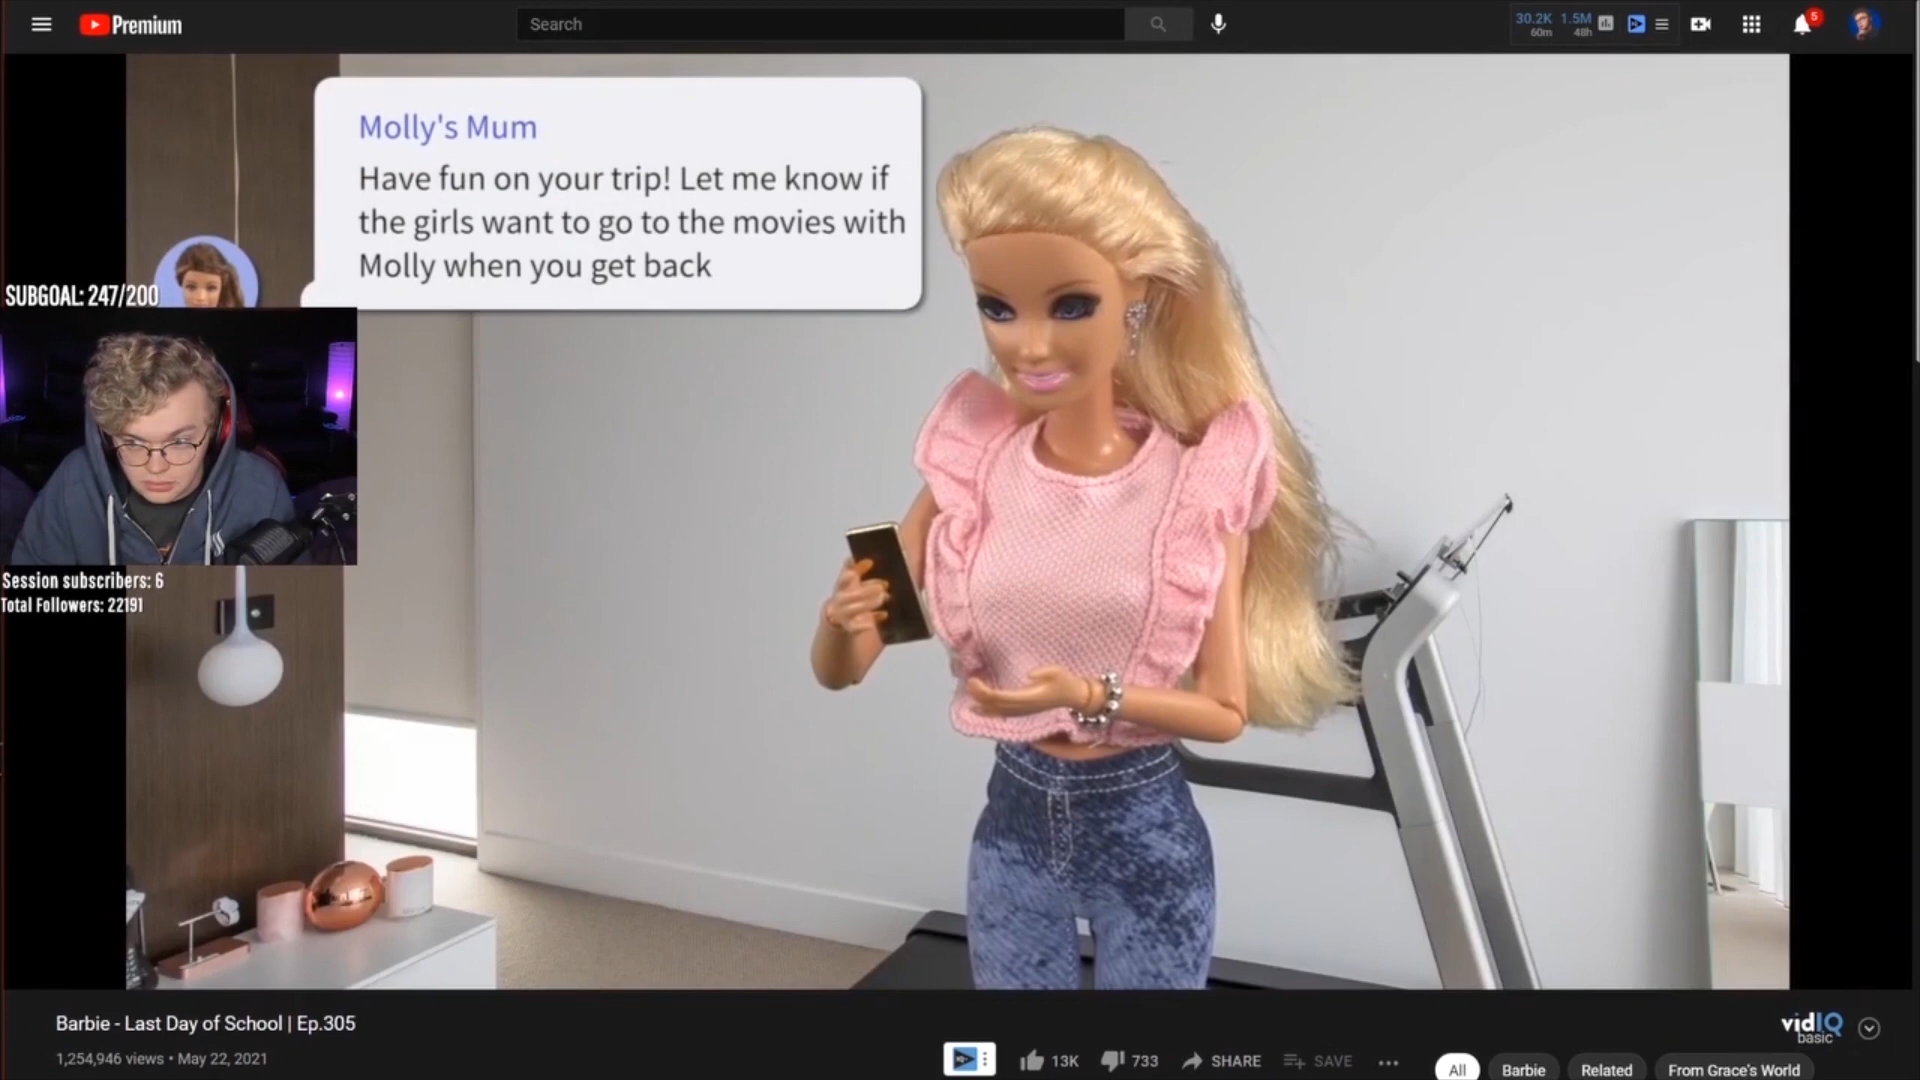 Premium
Search
30.2K 1.5M
60m 48h
5
Molly's Mum
Have fun on your trip! Let me know if
the girls want to go to the movies with
Molly when you get back
SUBGOAL: 247/200
Session subscribers: 6
Total Followers: 22191
Barbie - Last Day of School | Ep.305
1,254,946 views • May 22, 2021
13K 733 SHARE SAVE
vidIQ
basic
All Barbie Related From Grace's World